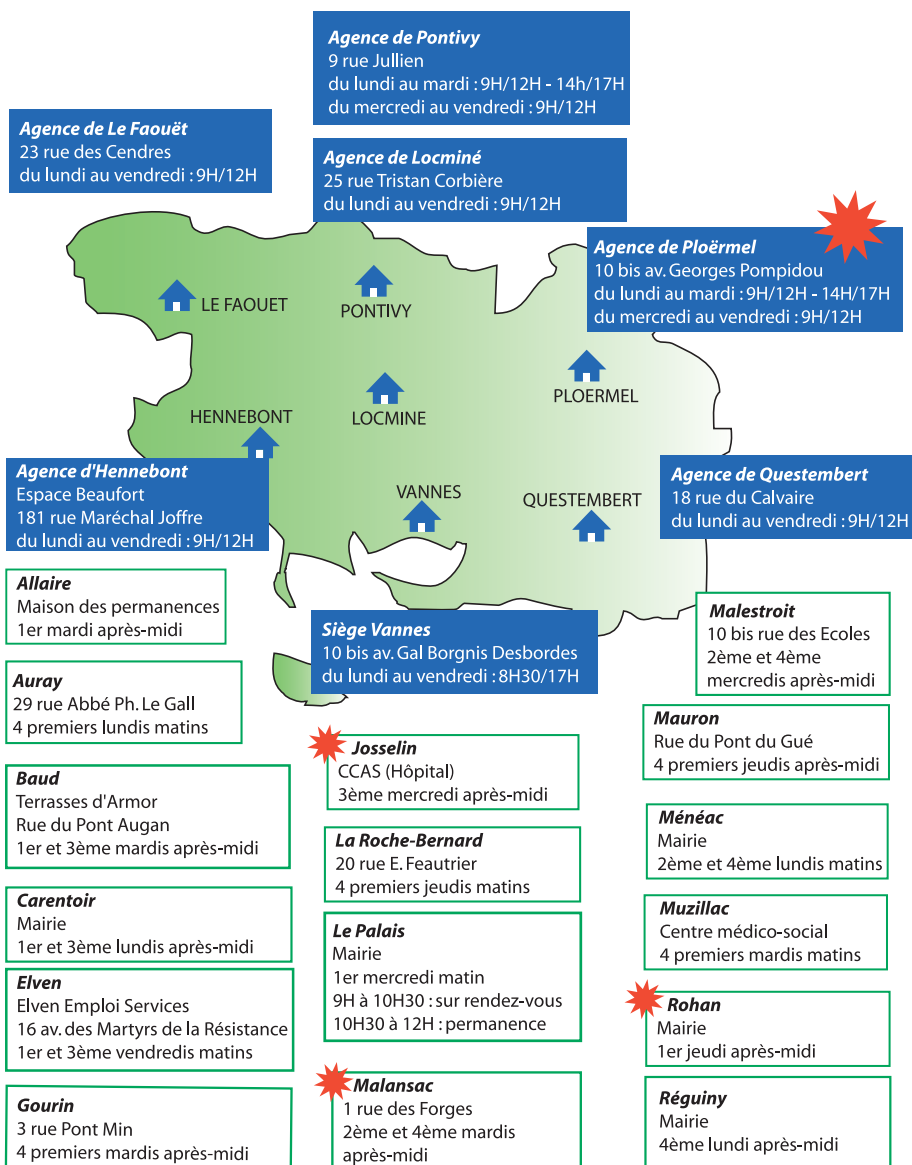 Agence de Pontivy
9 rue Jullien
du lundi au mardi : 9H/12H - 14h/17H
du mercredi au vendredi : 9H/12H
Agence de Le Faouët
23 rue des Cendres
du lundi au vendredi : 9H/12H
Agence de Locminé
25 rue Tristan Corbière
du lundi au vendredi : 9H/12H
Agence de Ploërmel
10 bis av. Georges Pompidou
du lundi au mardi : 9H/12H - 14H/17H
du mercredi au vendredi : 9H/12H
LE FAOUET
PONTIVY
PLOERMEL
HENNEBONT
LOCMINE
VANNES
QUESTEMBERT
Agence d'Hennebont
Espace Beaufort
181 rue Maréchal Joffre
du lundi au vendredi : 9H/12H
Agence de Questembert
18 rue du Calvaire
du lundi au vendredi : 9H/12H
Siège Vannes
10 bis av. Gal Borgnis Desbordes
du lundi au vendredi : 8H30/17H
Allaire
Maison des permanences
1er mardi après-midi
Auray
29 rue Abbé Ph. Le Gall
4 premiers lundis matins
Baud
Terrasses d'Armor
Rue du Pont Augan
1er et 3ème mardis après-midi
Carentoir
Mairie
1er et 3ème lundis après-midi
Elven
Elven Emploi Services
16 av. des Martyrs de la Résistance
1er et 3ème vendredis matins
Gourin
3 rue Pont Min
4 premiers mardis après-midi
Josselin
CCAS (Hôpital)
3ème mercredi après-midi
La Roche-Bernard
20 rue E. Feautrier
4 premiers jeudis matins
Le Palais
Mairie
1er mercredi matin
9H à 10H30 : sur rendez-vous
10H30 à 12H : permanence
Malansac
1 rue des Forges
2ème et 4ème mardis
après-midi
Malestroit
10 bis rue des Ecoles
2ème et 4ème
mercredis après-midi
Mauron
Rue du Pont du Gué
4 premiers jeudis après-midi
Ménéac
Mairie
2ème et 4ème lundis matins
Muzillac
Centre médico-social
4 premiers mardis matins
Rohan
Mairie
1er jeudi après-midi
Réguiny
Mairie
4ème lundi après-midi